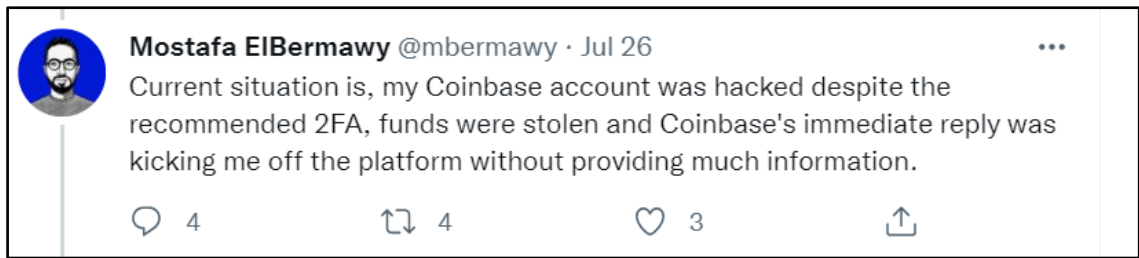 Mostafa ElBermawy @mbermawy · Jul 26
Current situation is, my Coinbase account was hacked despite the
recommended 2FA, funds were stolen and Coinbase's immediate reply was
kicking me off the platform without providing much information.
4 4 3